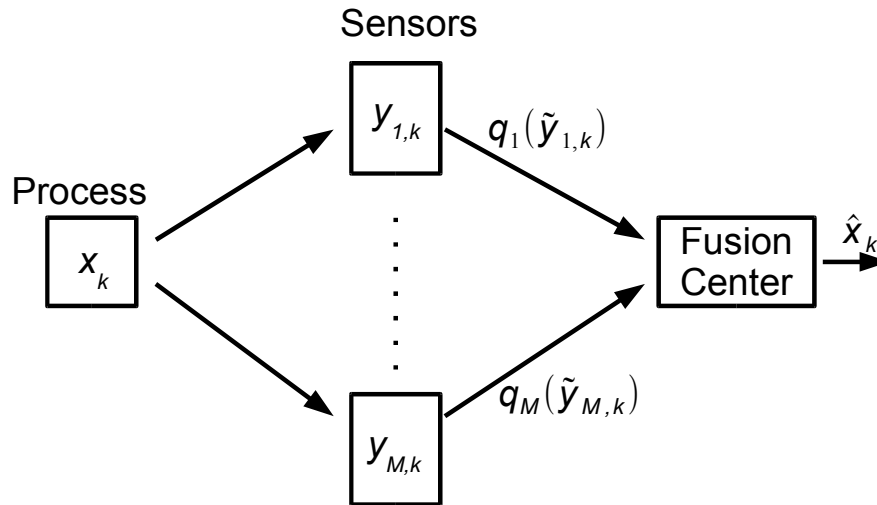 Sensors
y_{1,k}
q_1(ỹ_{1,k})
Process
x_k
Fusion
Center
x̂_k
q_M(ỹ_{M,k})
y_{M,k}